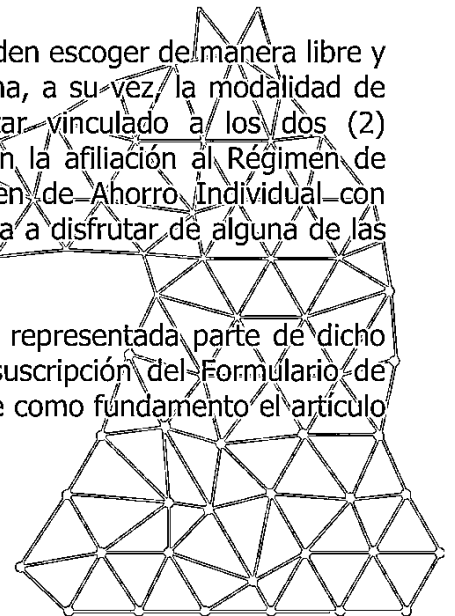 den escoger de manera libre y
na, a su vez, la modalidad de
ar vinculado a los dos (2)
n la afiliación al Régimen de
en de Ahorro Individual con
a a disfrutar de alguna de las
representada parte de dicho
suscripción del Formulario de
e como fundamento el artículo